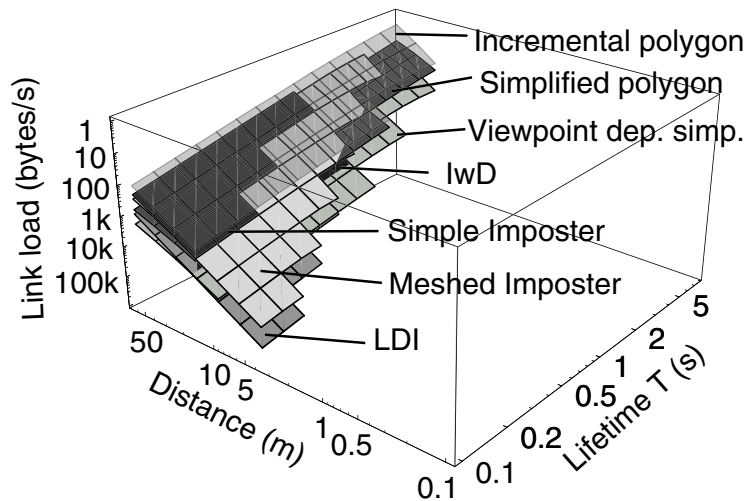 Incremental polygon
Simplified polygon
Viewpoint dep. simp.
IwD
Simple Imposter
Meshed Imposter
LDI
Link load (bytes/s)
1
10
100
1k
10k
100k
Distance (m)
50
10
5
1
0.5
0.1
Lifetime T (s)
0.1
0.2
0.5
1
2
5